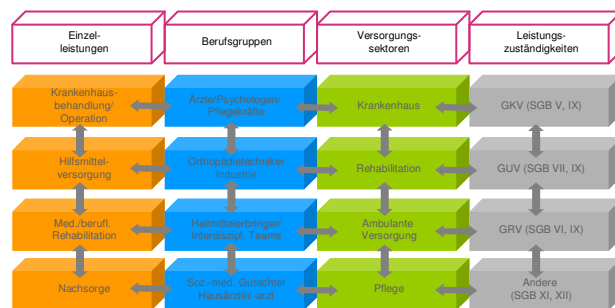 Einzel-
leistungen
Berufsgruppen
Versorgungs-
sektoren
Leistungs-
zuständigkeiten
Krankenhaus-
behandlung/
Operation
Ärzte/Psychologen/
Pflegekräfte
Krankenhaus
GKV (SGB V, IX)
Hilfsmittel-
versorgung
Orthopädietechniker
Industrie
Rehabilitation
GUV (SGB VII, IX)
Med./berufl.
Rehabilitation
Heilmittelerbringer/
Interdiszipl. Teams
Ambulante
Versorgung
GRV (SGB VI, IX)
Nachsorge
Soz.-med. Gutachter
Hausärztin/-arzt
Pflege
Andere
(SGB XI, XII)